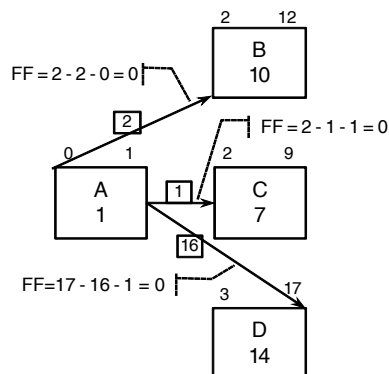 2 12
B
10
FF = 2 - 2 - 0 = 0
2
FF = 2 - 1 - 1 = 0
0 1
A
1
1
2 9
C
7
16
FF=17 - 16 - 1 = 0
3 17
D
14